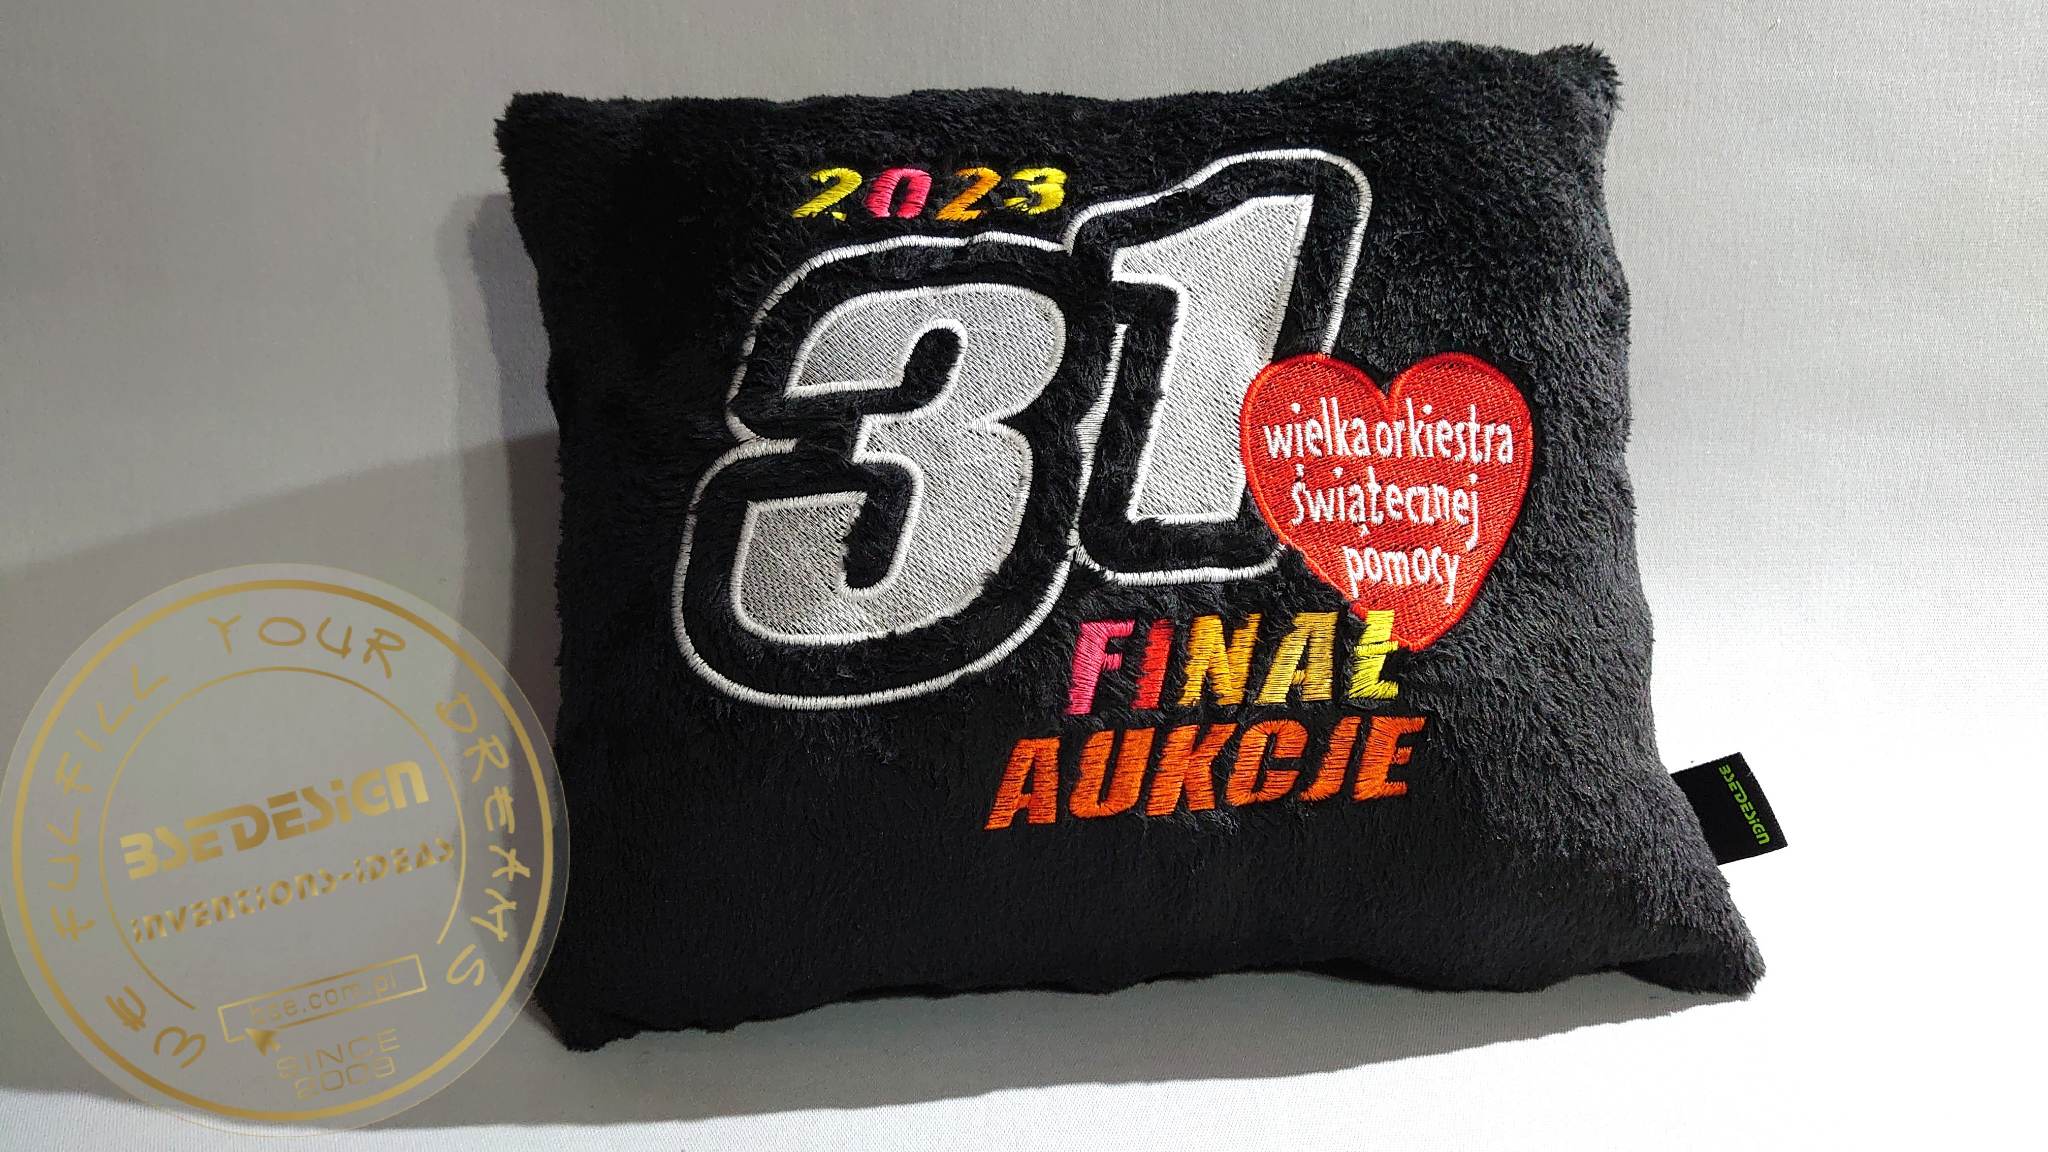 2023
31
wielka orkiestra
świątecznej
pomocy
FINAŁ
AUKCJE
BSEDESiGN
WE FULFILL YOUR DREAMS
BSEDESiGN
inventions-ideas
bse.com.pl
SINCE
2009